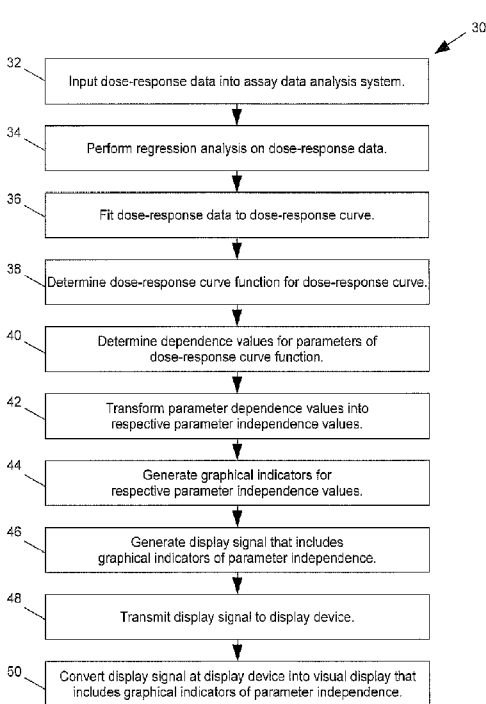 30
32
Input dose-response data into assay data analysis system.
34
Perform regression analysis on dose-response data.
36
Fit dose-response data to dose-response curve.
38
Determine dose-response curve function for dose-response curve.
40
Determine dependence values for parameters of
dose-response curve function.
42
Transform parameter dependence values into
respective parameter independence values.
44
Generate graphical indicators for
respective parameter independence values.
46
Generate display signal that includes
graphical indicators of parameter independence.
48
Transmit display signal to display device.
50
Convert display signal at display device into visual display that
includes graphical indicators of parameter independence.